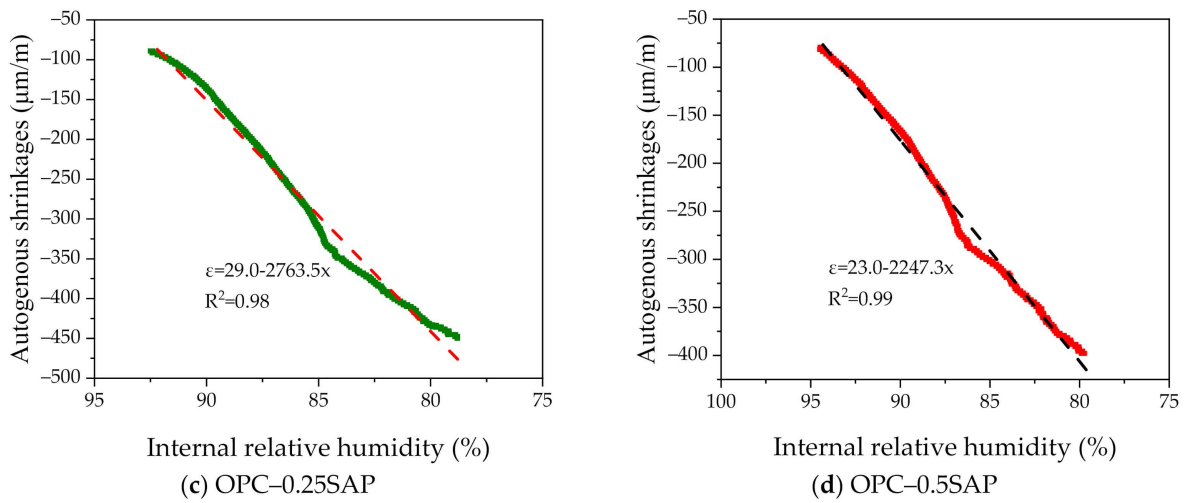 −50
−100
−150
−200
−250
−300
−350
−400
−450
−500
Autogenous shrinkages (μm/m)
ε=29.0-2763.5x
R²=0.98
95
90
85
80
75
Internal relative humidity (%)
(c) OPC–0.25SAP
−50
−100
−150
−200
−250
−300
−350
−400
Autogenous shrinkages (μm/m)
ε=23.0-2247.3x
R²=0.99
100
95
90
85
80
75
Internal relative humidity (%)
(d) OPC–0.5SAP